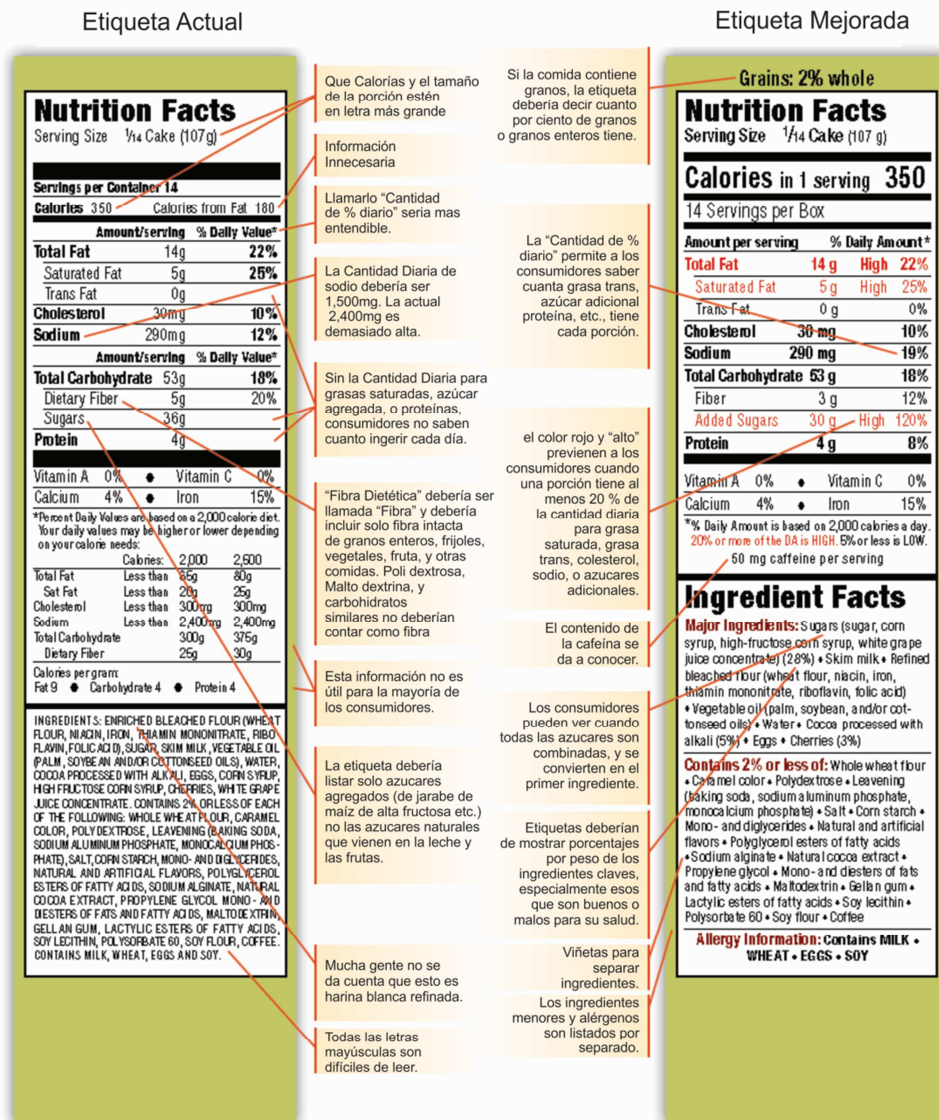 Etiqueta Actual
Nutrition Facts
Serving Size 1/14 Cake (107g)
Servings per Container 14
Calories 350 Calories from Fat 180
Amount/serving % Daily Value*
Total Fat 14g 22%
Saturated Fat 5g 25%
Trans Fat 0g
Cholesterol 30mg 10%
Sodium 290mg 12%
Amount/serving % Daily Value*
Total Carbohydrate 53g 18%
Dietary Fiber 5g 20%
Sugars 36g
Protein 4g
Vitamin A 0% ♦ Vitamin C 0%
Calcium 4% ♦ Iron 15%
*Percent Daily Values are based on a 2,000 calorie diet.
Your daily values may be higher or lower depending
on your calorie needs:
Calories: 2,000 2,500
Total Fat Less than 65g 80g
Sat Fat Less than 20g 25g
Cholesterol Less than 300mg 300mg
Sodium Less than 2,400mg 2,400mg
Total Carbohydrate 300g 375g
Dietary Fiber 25g 30g
Calories per gram:
Fat 9 ♦ Carbohydrate 4 ♦ Protein 4
INGREDIENTS: ENRICHED BLEACHED FLOUR (WHEAT
FLOUR, NIACIN, IRON, THIAMIN MONONITRATE, RIBO
FLAVIN, FOLIC ACID), SUGAR, SKIM MILK, VEGETABLE OIL
(PALM, SOYBEAN AND/OR COTTONSEED OILS), WATER,
COCOA PROCESSED WITH ALKALI, EGGS, CORN SYRUP,
HIGH FRUCTOSE CORN SYRUP, CHERRIES, WHITE GRAPE
JUICE CONCENTRATE. CONTAINS 2% OR LESS OF EACH
OF THE FOLLOWING: WHOLE WHEAT FLOUR, CARAMEL
COLOR, POLYDEXTROSE, LEAVENING (BAKING SODA,
SODIUM ALUMINUM PHOSPHATE, MONOCALCIUM PHOS-
PHATE), SALT, CORN STARCH, MONO- AND DIGLYCERIDES,
NATURAL AND ARTIFICIAL FLAVORS, POLYGLYCEROL
ESTERS OF FATTY ACIDS, SODIUM ALGINATE, NATURAL
COCOA EXTRACT, PROPYLENE GLYCOL MONO- AND
DIESTERS OF FATS AND FATTY ACIDS, MALTODEXTRIN,
GELLAN GUM, LACTYLIC ESTERS OF FATTY ACIDS,
SOY LECITHIN, POLYSORBATE 60, SOY FLOUR, COFFEE.
CONTAINS MILK, WHEAT, EGGS AND SOY.
Que Calorías y el tamaño
de la porción estén
en letra más grande
Información
Innecesaria
Llamarlo “Cantidad
de % diario” seria mas
entendible.
La Cantidad Diaria de
sodio debería ser
1,500mg. La actual
2,400mg es
demasiado alta.
Sin la Cantidad Diaria para
grasas saturadas, azúcar
agregada, o proteínas,
consumidores no saben
cuanto ingerir cada día.
“Fibra Dietética” debería ser
llamada “Fibra” y debería
incluir solo fibra intacta
de granos enteros, frijoles,
vegetales, fruta, y otras
comidas. Poli dextrosa,
Malto dextrina, y
carbohidratos
similares no deberían
contar como fibra
Esta información no es
útil para la mayoría de
los consumidores.
La etiqueta debería
listar solo azucares
agregados (de jarabe de
maíz de alta fructosa etc.)
no las azucares naturales
que vienen en la leche y
las frutas.
Mucha gente no se
da cuenta que esto es
harina blanca refinada.
Todas las letras
mayúsculas son
difíciles de leer.
Si la comida contiene
granos, la etiqueta
debería decir cuanto
por ciento de granos
o granos enteros tiene.
La “Cantidad de %
diario” permite a los
consumidores saber
cuanta grasa trans,
azúcar adicional
proteína, etc., tiene
cada porción.
el color rojo y “alto”
previenen a los
consumidores cuando
una porción tiene al
menos 20 % de
la cantidad diaria
para grasa
saturada, grasa
trans, colesterol,
sodio, o azucares
adicionales.
El contenido de
la cafeína se
da a conocer.
Los consumidores
pueden ver cuando
todas las azucares son
combinadas, y se
convierten en el
primer ingrediente.
Etiquetas deberían
de mostrar porcentajes
por peso de los
ingredientes claves,
especialmente esos
que son buenos o
malos para su salud.
Viñetas para
separar
ingredientes.
Los ingredientes
menores y alérgenos
son listados por
separado.
Etiqueta Mejorada
Grains: 2% whole
Nutrition Facts
Serving Size 1/14 Cake (107 g)
Calories in 1 serving 350
14 Servings per Box
Amount per serving % Daily Amount*
Total Fat 14 g High 22%
Saturated Fat 5 g High 25%
Trans Fat 0 g 0%
Cholesterol 30 mg 10%
Sodium 290 mg 19%
Total Carbohydrate 53 g 18%
Fiber 3 g 12%
Added Sugars 30 g High 120%
Protein 4 g 8%
Vitamin A 0% ♦ Vitamin C 0%
Calcium 4% ♦ Iron 15%
*% Daily Amount is based on 2,000 calories a day.
20% or more of the DA is HIGH. 5% or less is LOW.
50 mg caffeine per serving
Ingredient Facts
Major Ingredients: Sugars (sugar, corn
syrup, high-fructose corn syrup, white grape
juice concentrate) (28%) ♦ Skim milk ♦ Refined
bleached flour (wheat flour, niacin, iron,
thiamin mononitrate, riboflavin, folic acid)
♦ Vegetable oil (palm, soybean, and/or cot-
tonseed oils) ♦ Water ♦ Cocoa processed with
alkali (5%) ♦ Eggs ♦ Cherries (3%)
Contains 2% or less of: Whole wheat flour
♦ Caramel color ♦ Polydextrose ♦ Leavening
(baking soda, sodium aluminum phosphate,
monocalcium phosphate) ♦ Salt ♦ Corn starch ♦
Mono- and diglycerides ♦ Natural and artificial
flavors ♦ Polyglycerol esters of fatty acids
♦ Sodium alginate ♦ Natural cocoa extract ♦
Propylene glycol ♦ Mono- and diesters of fats
and fatty acids ♦ Maltodextrin ♦ Gellan gum ♦
Lactylic esters of fatty acids ♦ Soy lecithin ♦
Polysorbate 60 ♦ Soy flour ♦ Coffee
Allergy Information: Contains MILK ♦
WHEAT ♦ EGGS ♦ SOY